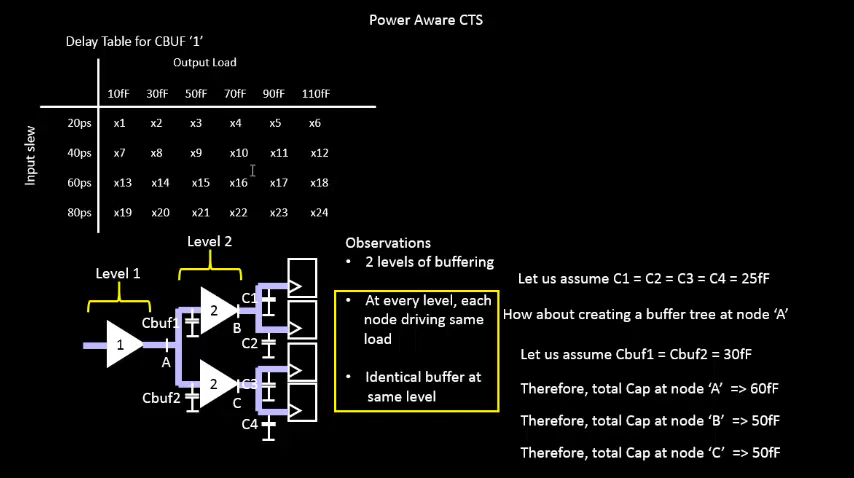 Power Aware CTS
Delay Table for CBUF ‘1’
Output Load
10fF 30fF 50fF 70fF 90fF 110fF
Input slew
20ps x1 x2 x3 x4 x5 x6
40ps x7 x8 x9 x10 x11 x12
60ps x13 x14 x15 x16 x17 x18
80ps x19 x20 x21 x22 x23 x24
Level 2
Level 1
Cbuf1
2
B
C1
C2
1
A
Cbuf2
2
C
C3
C4
Observations
• 2 levels of buffering
• At every level, each
node driving same
load
• Identical buffer at
same level
Let us assume C1 = C2 = C3 = C4 = 25fF
How about creating a buffer tree at node ‘A’
Let us assume Cbuf1 = Cbuf2 = 30fF
Therefore, total Cap at node ‘A’ => 60fF
Therefore, total Cap at node ‘B’ => 50fF
Therefore, total Cap at node ‘C’ => 50fF